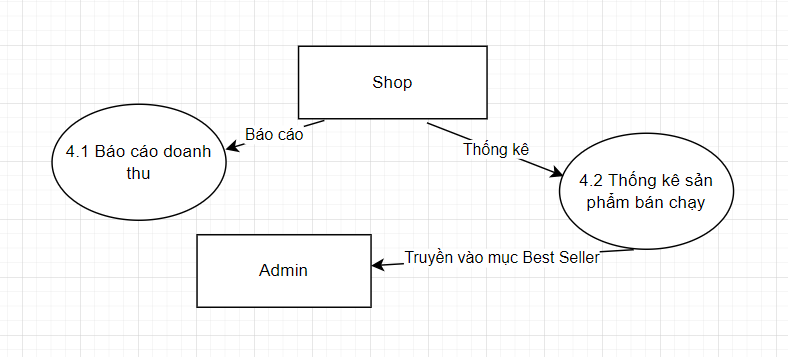 Shop
Báo cáo
4.1 Báo cáo doanh
thu
Thống kê
4.2 Thống kê sản
phẩm bán chạy
Truyền vào mục Best Seller
Admin